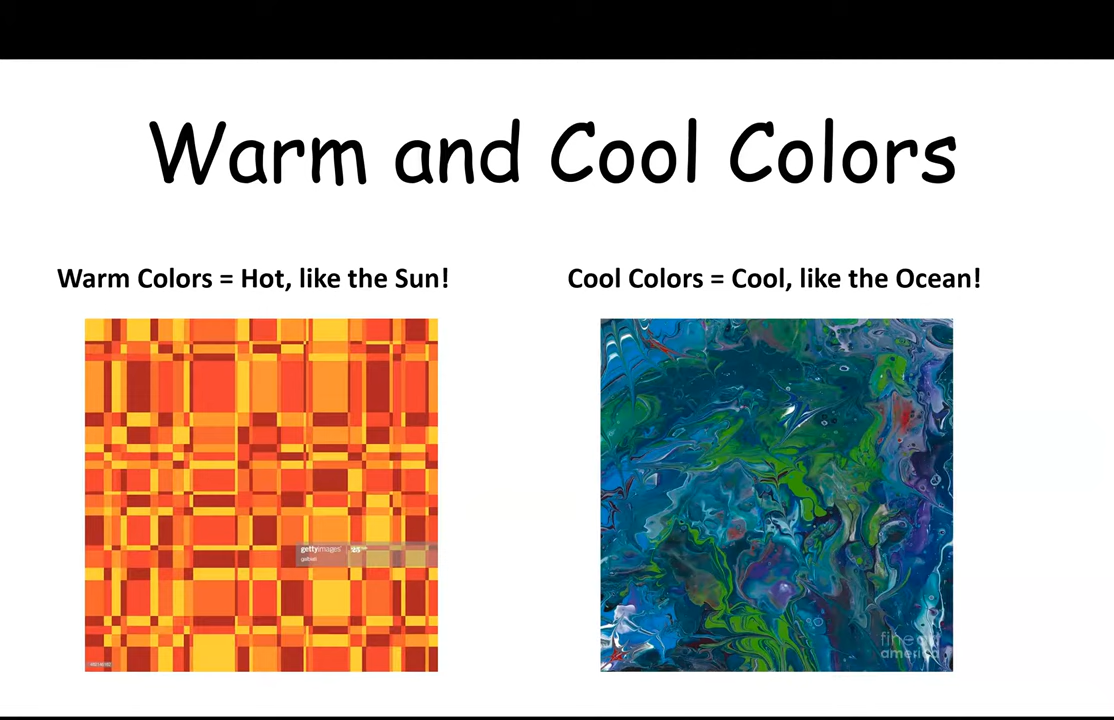 Warm and Cool Colors
Warm Colors = Hot, like the Sun!
Cool Colors = Cool, like the Ocean!
gettyimages
fine art
america